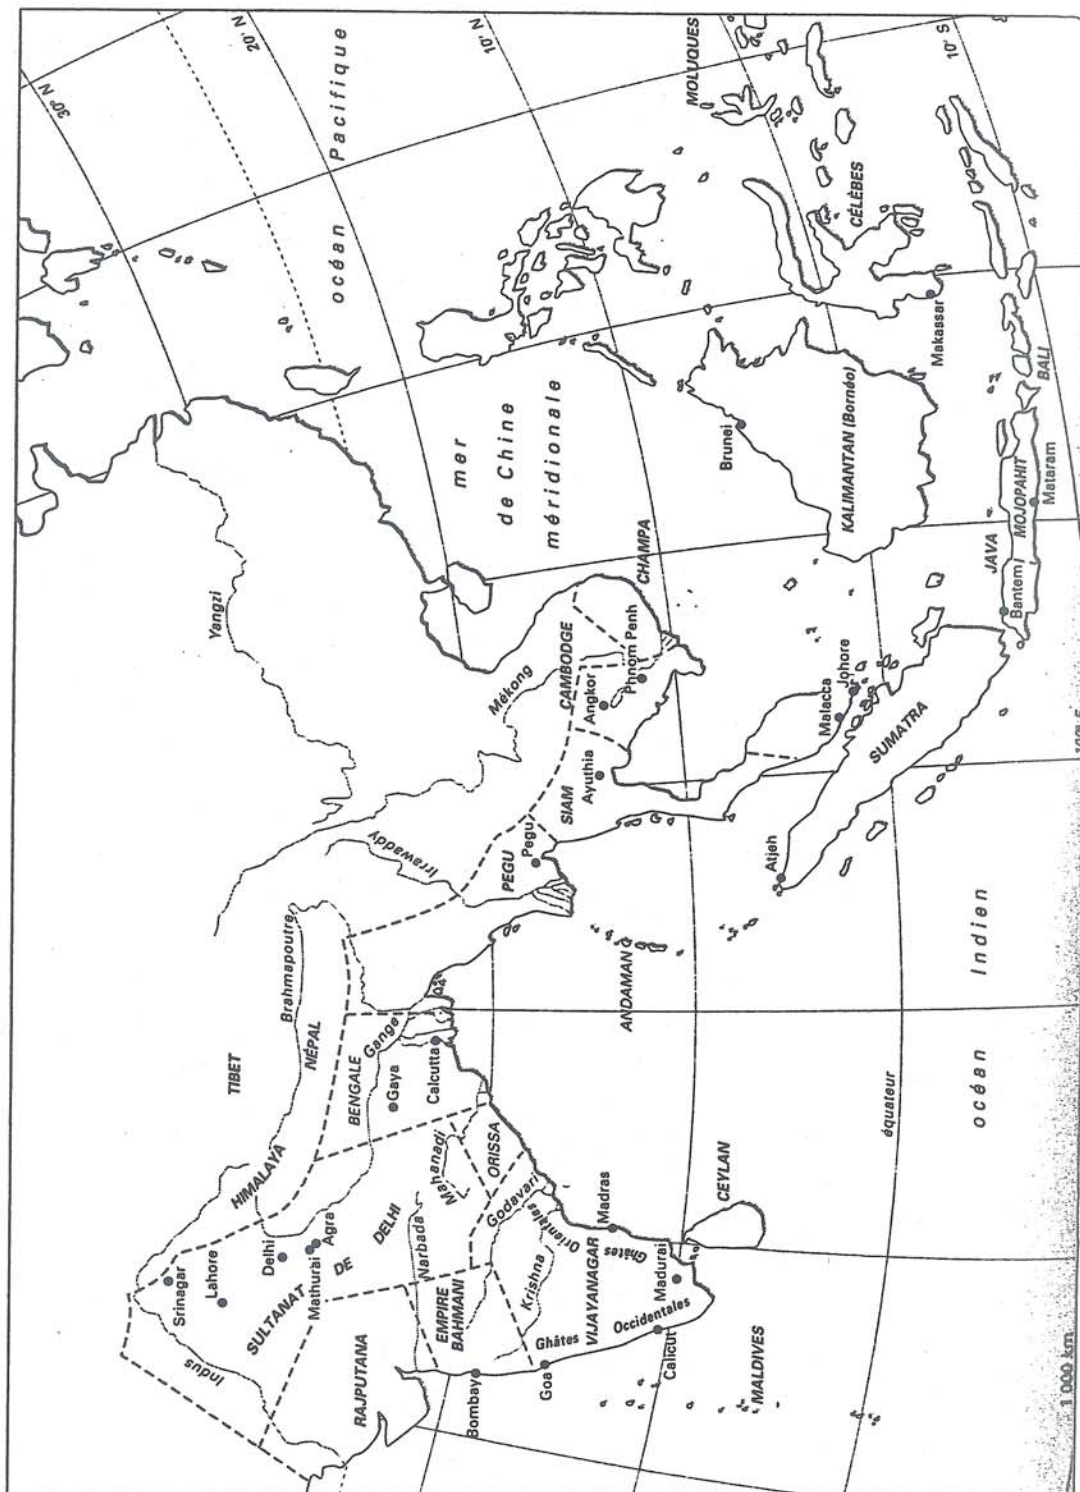 30° N
20° N
10° N
10° S
océan Pacifique
mer
de Chine
méridionale
Yangzi
TIBET
HIMALAYA
NÉPAL
Brahmapoutre
Srinagar
Lahore
Indus
Delhi
Mathurai
Agra
SULTANAT DE DELHI
RAJPUTANA
BENGALE
Gange
Gaya
Calcutta
Narbada
Mahanadi
ORISSA
Godavari
EMPIRE
BAHMANI
Bombay
Krishna
Goa
Ghâtes
Orientales
VIJAYANAGAR
Ghâtes
Occidentales
Madras
Madurai
Calicut
CEYLAN
MALDIVES
Irrawaddy
PEGU
Pegu
SIAM
Ayuthia
Mékong
CAMBODGE
Angkor
Phnom Penh
CHAMPA
ANDAMAN
Malacca
Johore
Atjeh
SUMATRA
Brunei
KALIMANTAN (Bornéo)
CÉLÈBES
MOLUQUES
Makassar
JAVA
Bantem
MOJOPAHIT
Mataram
BALI
équateur
océan Indien
1 000 km